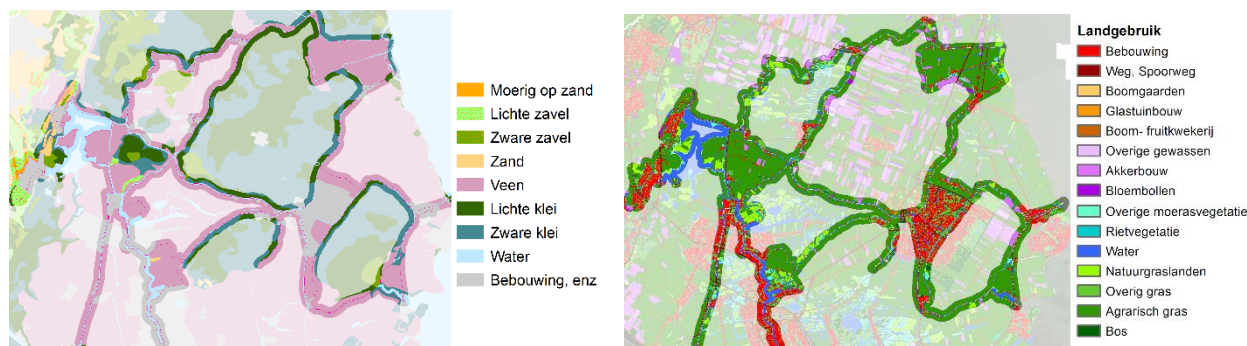 Moerig op zand
Lichte zavel
Zware zavel
Zand
Veen
Lichte klei
Zware klei
Water
Bebouwing, enz
Landgebruik
Bebouwing
Weg, Spoorweg
Boomgaarden
Glastuinbouw
Boom- fruitkwekerij
Overige gewassen
Akkerbouw
Bloembollen
Overige moerasvegetatie
Rietvegetatie
Water
Natuurgraslanden
Overig gras
Agrarisch gras
Bos